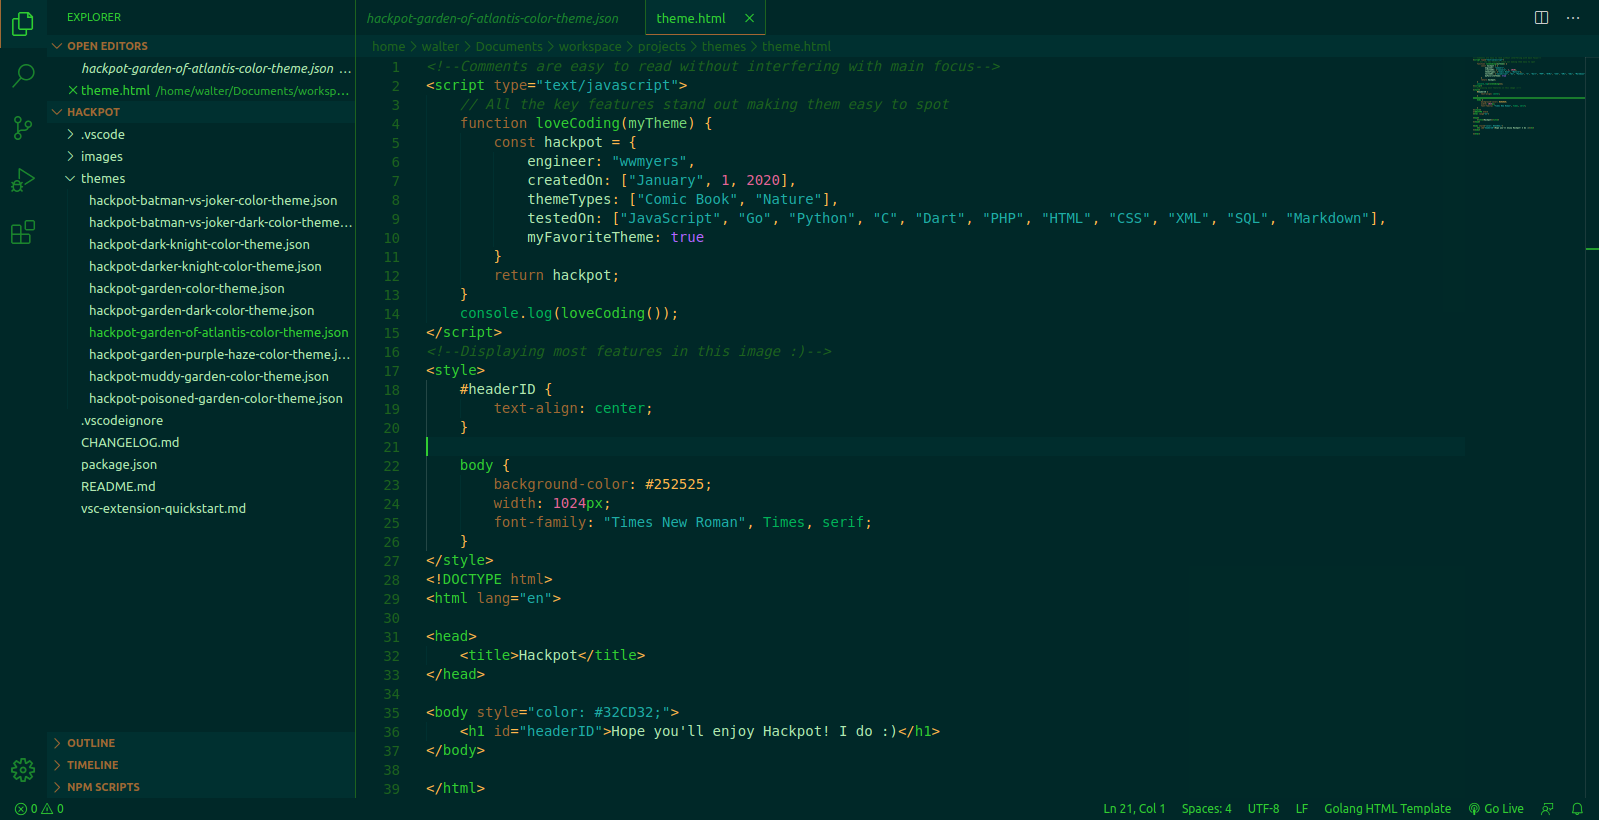 EXPLORER
OPEN EDITORS
hackpot-garden-of-atlantis-color-theme.json ...
theme.html /home/walter/Documents/worksp...
HACKPOT
.vscode
images
themes
hackpot-batman-vs-joker-color-theme.json
hackpot-batman-vs-joker-dark-color-theme...
hackpot-dark-knight-color-theme.json
hackpot-darker-knight-color-theme.json
hackpot-garden-color-theme.json
hackpot-garden-dark-color-theme.json
hackpot-garden-of-atlantis-color-theme.json
hackpot-garden-purple-haze-color-theme.j...
hackpot-muddy-garden-color-theme.json
hackpot-poisoned-garden-color-theme.json
.vscodeignore
CHANGELOG.md
package.json
README.md
vsc-extension-quickstart.md
OUTLINE
TIMELINE
NPM SCRIPTS
hackpot-garden-of-atlantis-color-theme.json
theme.html
home > walter > Documents > workspace > projects > themes > theme.html
1 <!--Comments are easy to read without interfering with main focus-->
2 <script type="text/javascript">
3     // All the key features stand out making them easy to spot
4     function loveCoding(myTheme) {
5         const hackpot = {
6             engineer: "wwmyers",
7             createdOn: ["January", 1, 2020],
8             themeTypes: ["Comic Book", "Nature"],
9             testedOn: ["JavaScript", "Go", "Python", "C", "Dart", "PHP", "HTML", "CSS", "XML", "SQL", "Markdown"],
10             myFavoriteTheme: true
11         }
12         return hackpot;
13     }
14     console.log(loveCoding());
15 </script>
16 <!--Displaying most features in this image :)-->
17 <style>
18     #headerID {
19         text-align: center;
20     }
21
22     body {
23         background-color: #252525;
24         width: 1024px;
25         font-family: "Times New Roman", Times, serif;
26     }
27 </style>
28 <!DOCTYPE html>
29 <html lang="en">
30
31 <head>
32     <title>Hackpot</title>
33 </head>
34
35 <body style="color: #32CD32;">
36     <h1 id="headerID">Hope you'll enjoy Hackpot! I do :)</h1>
37 </body>
38
39 </html>
0 0
Ln 21, Col 1 Spaces: 4 UTF-8 LF Golang HTML Template Go Live